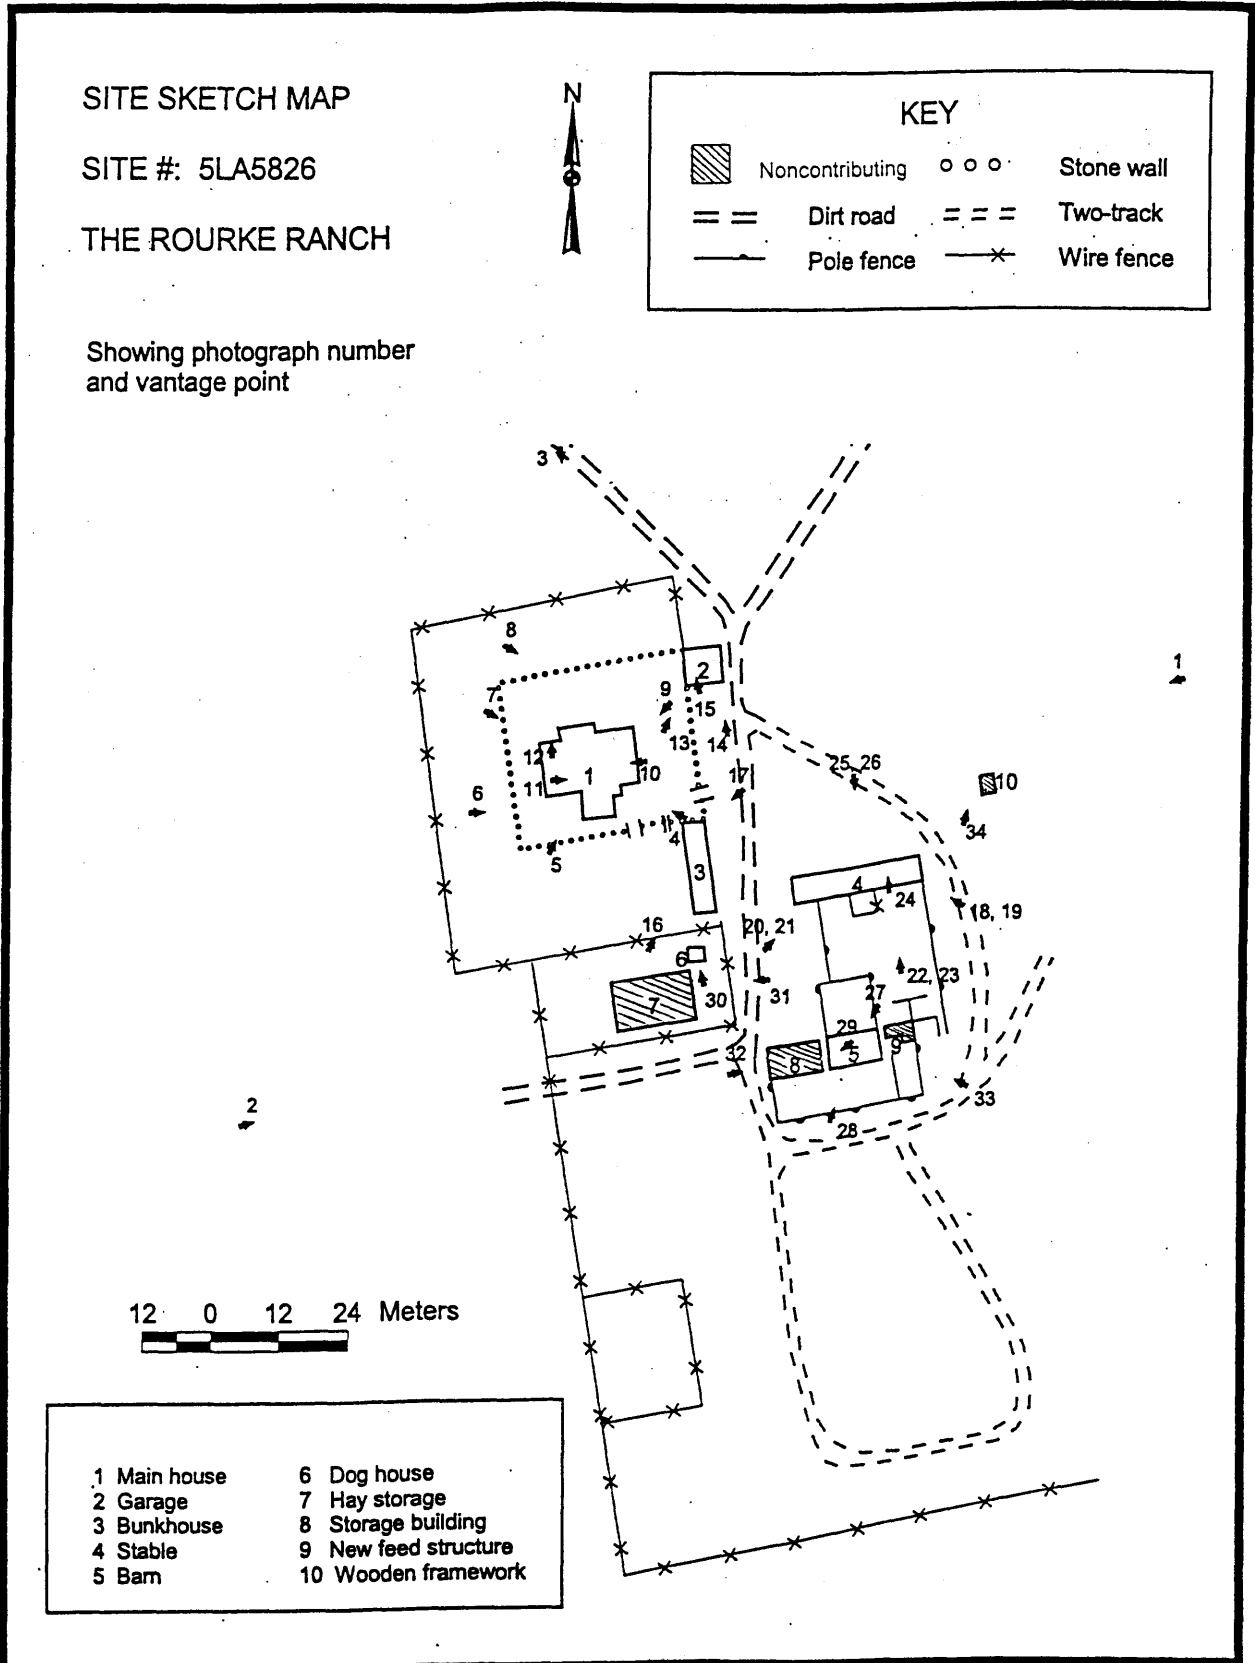 SITE SKETCH MAP
SITE #: 5LA5826
THE ROURKE RANCH
Showing photograph number
and vantage point
N
KEY
Noncontributing
Stone wall
Dirt road
Two-track
Pole fence
Wire fence
3
8
1
2
7
9
15
13
14
12
10
1
11
17
25, 26
10
6
34
4
5
3
4
24
18, 19
16
20, 21
6
22, 23
7
30
31
27
29
9
32
8
5
33
2
28
12 0 12 24 Meters
1 Main house
2 Garage
3 Bunkhouse
4 Stable
5 Barn
6 Dog house
7 Hay storage
8 Storage building
9 New feed structure
10 Wooden framework